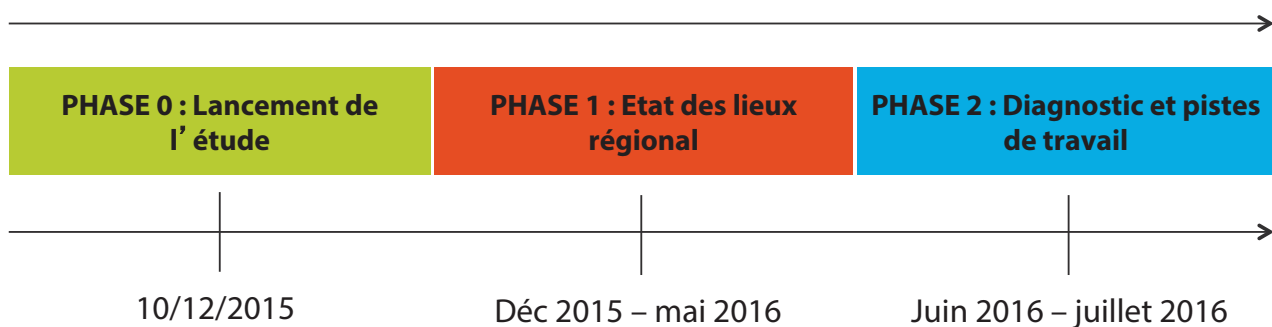 PHASE 0 : Lancement de
l’ étude
PHASE 1 : Etat des lieux
régional
PHASE 2 : Diagnostic et pistes
de travail
10/12/2015
Déc 2015 – mai 2016
Juin 2016 – juillet 2016